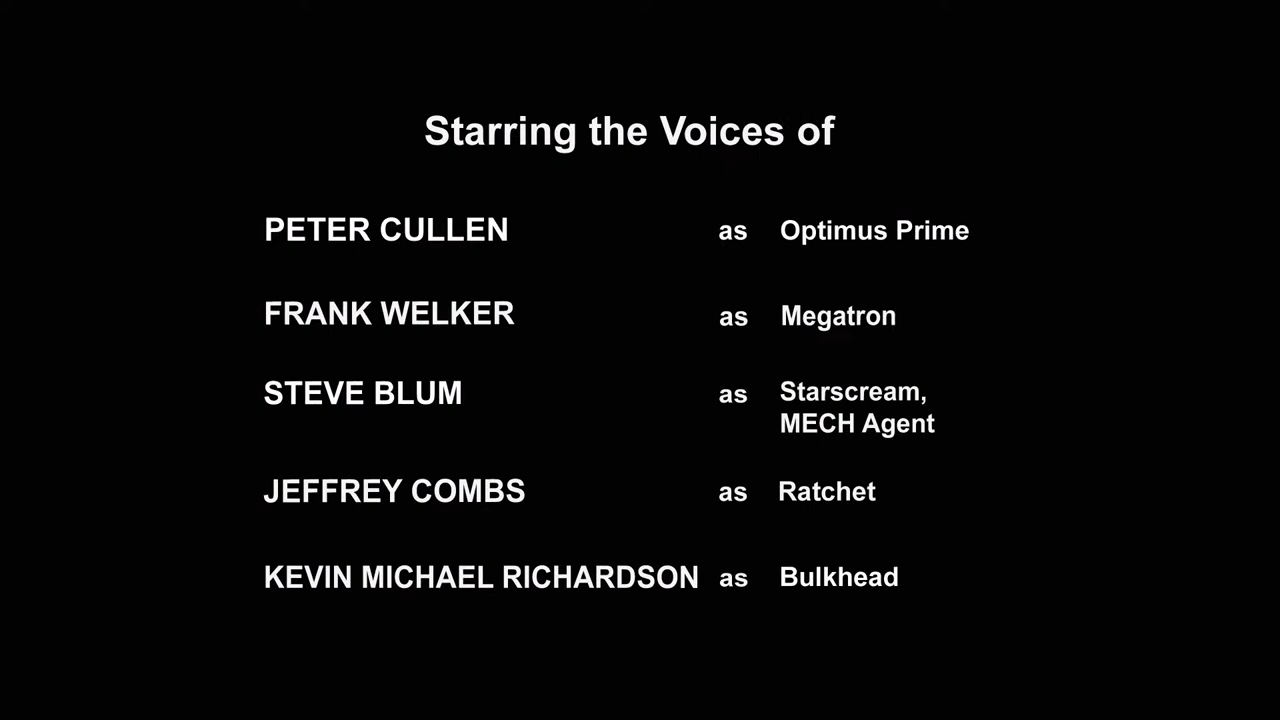 Starring the Voices of
PETER CULLEN as Optimus Prime
FRANK WELKER as Megatron
STEVE BLUM as Starscream,
MECH Agent
JEFFREY COMBS as Ratchet
KEVIN MICHAEL RICHARDSON as Bulkhead